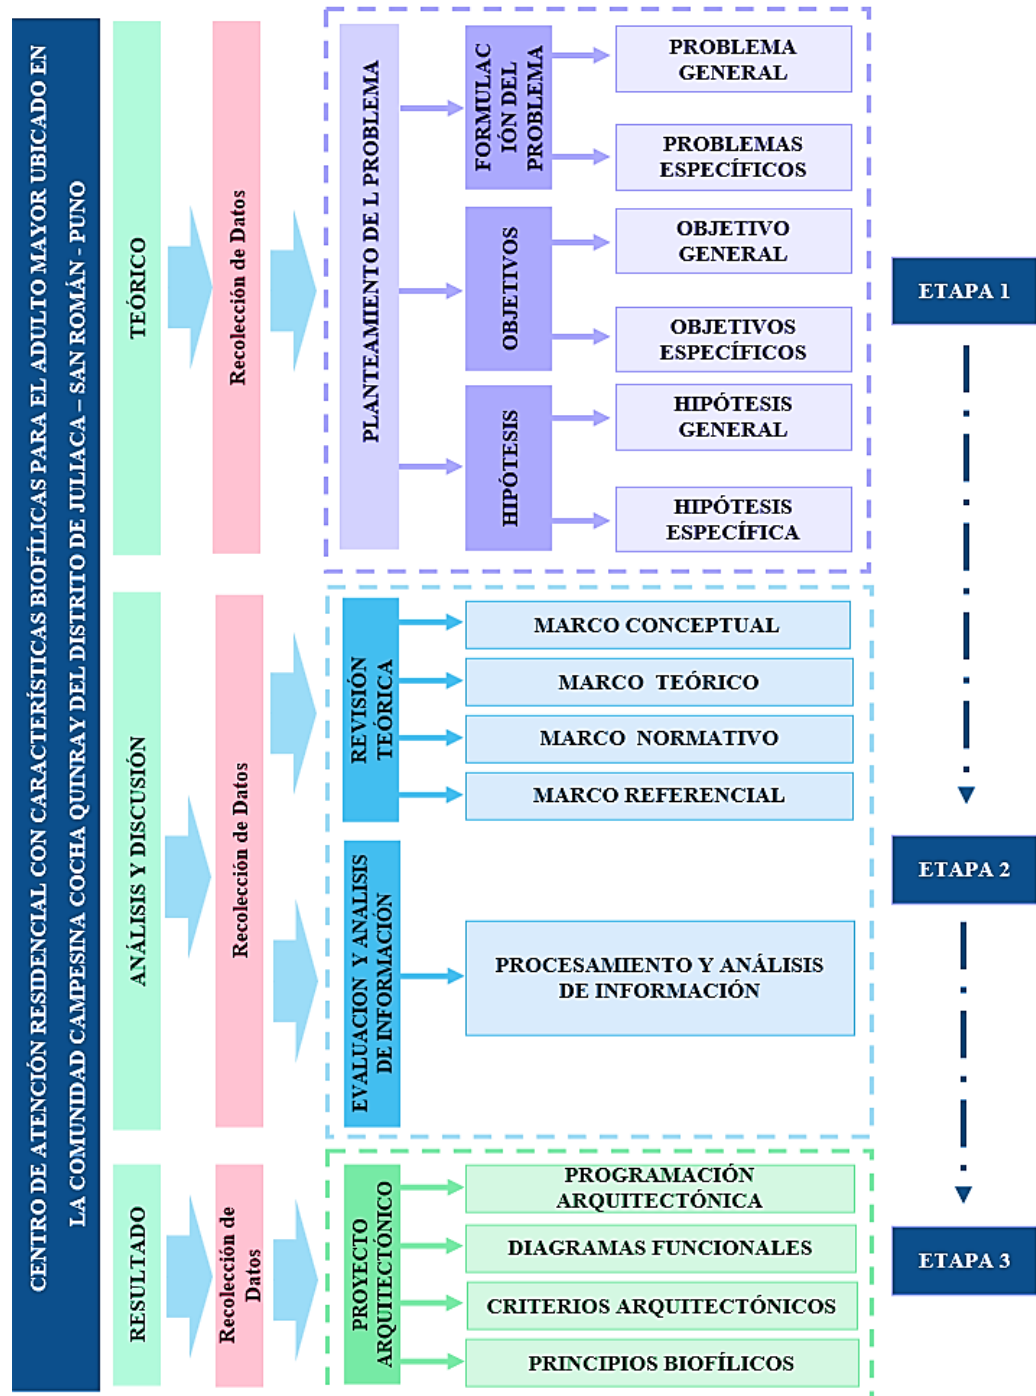 CENTRO DE ATENCIÓN RESIDENCIAL CON CARACTERÍSTICAS BIOFÍLICAS PARA EL ADULTO MAYOR UBICADO EN
LA COMUNIDAD CAMPESINA COCHA QUINRAY DEL DISTRITO DE JULIACA – SAN ROMÁN - PUNO
TEÓRICO
Recolección de Datos
PLANTEAMIENTO DE L PROBLEMA
FORMULAC
IÓN DEL
PROBLEMA
PROBLEMA
GENERAL
PROBLEMAS
ESPECÍFICOS
OBJETIVOS
OBJETIVO
GENERAL
OBJETIVOS
ESPECÍFICOS
HIPÓTESIS
HIPÓTESIS
GENERAL
HIPÓTESIS
ESPECÍFICA
ETAPA 1
ANÁLISIS Y DISCUSIÓN
Recolección de Datos
REVISIÓN
TEÓRICA
MARCO CONCEPTUAL
MARCO TEÓRICO
MARCO NORMATIVO
MARCO REFERENCIAL
EVALUACION Y ANALISIS
DE INFORMACIÓN
PROCESAMIENTO Y ANÁLISIS
DE INFORMACIÓN
ETAPA 2
RESULTADO
Recolección de
Datos
PROYECTO
ARQUITECTÓNICO
PROGRAMACIÓN
ARQUITECTÓNICA
DIAGRAMAS FUNCIONALES
CRITERIOS ARQUITECTÓNICOS
PRINCIPIOS BIOFÍLICOS
ETAPA 3